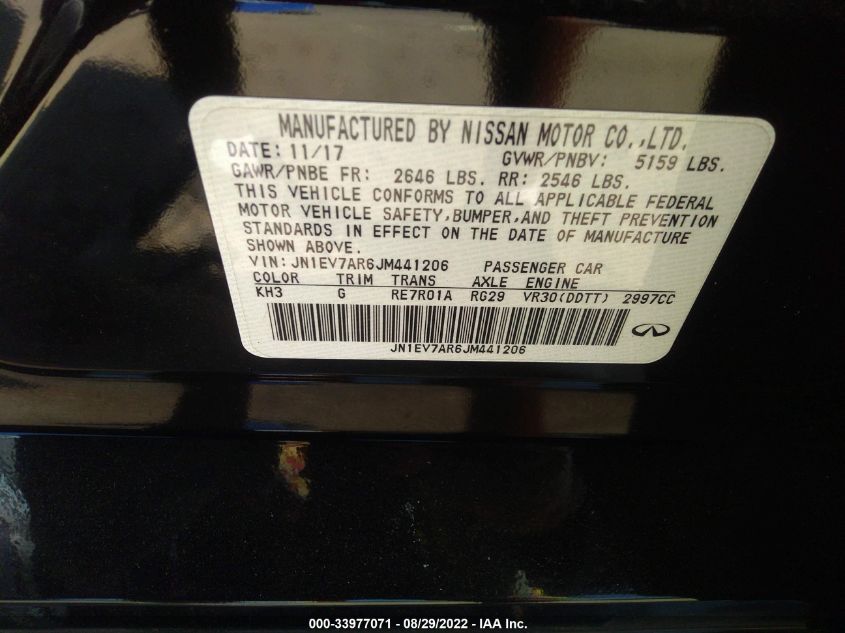 MANUFACTURED BY NISSAN MOTOR CO.,LTD.
DATE: 11/17 GVWR/PNBV: 5159 LBS.
GAWR/PNBE FR: 2646 LBS. RR: 2546 LBS.
THIS VEHICLE CONFORMS TO ALL APPLICABLE FEDERAL
MOTOR VEHICLE SAFETY,BUMPER,AND THEFT PREVENTION
STANDARDS IN EFFECT ON THE DATE OF MANUFACTURE
SHOWN ABOVE.
VIN: JN1EV7AR6JM441206 PASSENGER CAR
COLOR TRIM TRANS AXLE ENGINE
KH3 G RE7R01A RG29 VR30(DDTT) 2997CC
JN1EV7AR6JM441206
000-33977071 - 08/29/2022 - IAA Inc.